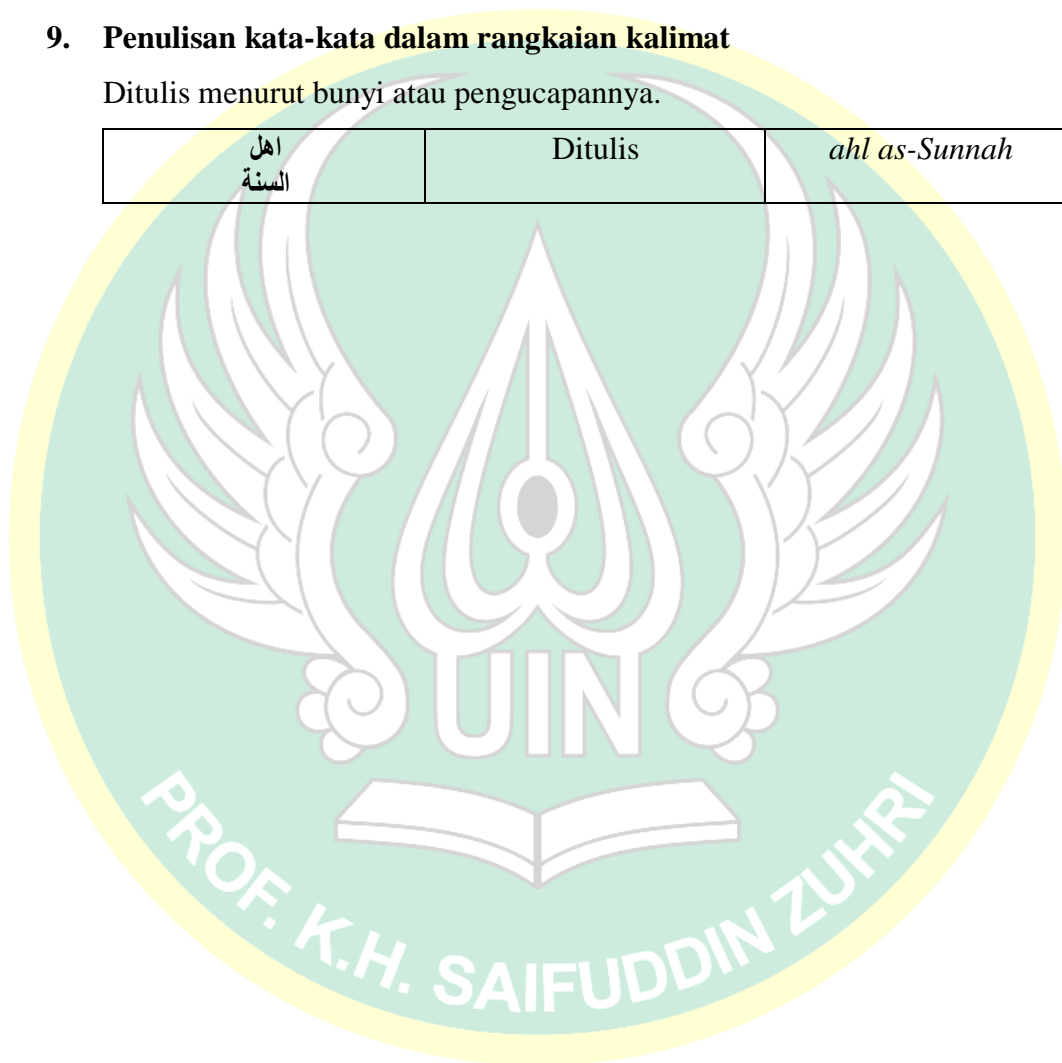 9. Penulisan kata-kata dalam rangkaian kalimat
Ditulis menurut bunyi atau pengucapannya.
اهل Ditulis ahl as-Sunnah
السنة
UIN
PROF. K.H. SAIFUDDIN ZUHRI